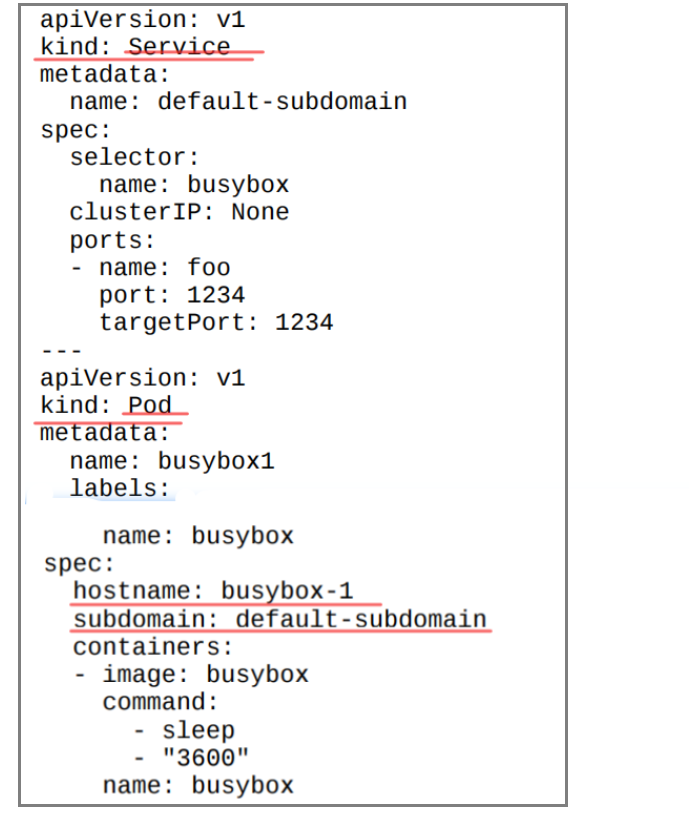 apiVersion: v1
kind: Service
metadata:
  name: default-subdomain
spec:
  selector:
    name: busybox
  clusterIP: None
  ports:
  - name: foo
    port: 1234
    targetPort: 1234
---
apiVersion: v1
kind: Pod
metadata:
  name: busybox1
  labels:
    name: busybox
spec:
  hostname: busybox-1
  subdomain: default-subdomain
  containers:
  - image: busybox
    command:
      - sleep
      - "3600"
    name: busybox